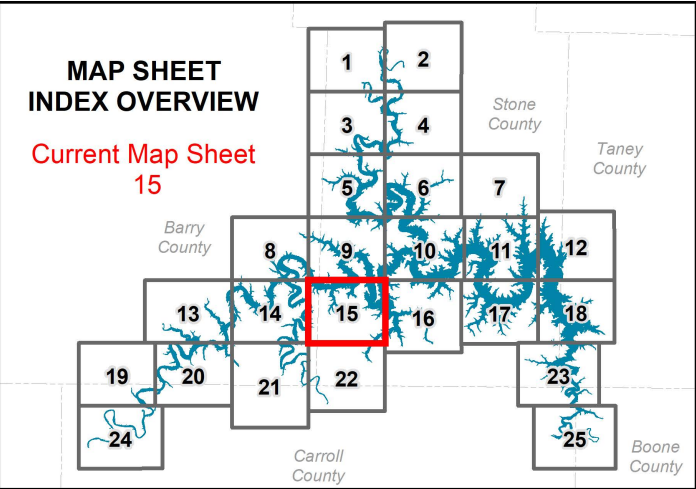 MAP SHEET
INDEX OVERVIEW
Current Map Sheet
15
1
2
3
4
Stone
County
Taney
County
5
6
7
Barry
County
8
9
10
11
12
13
14
15
16
17
18
19
20
21
22
23
24
25
Carroll
County
Boone
County